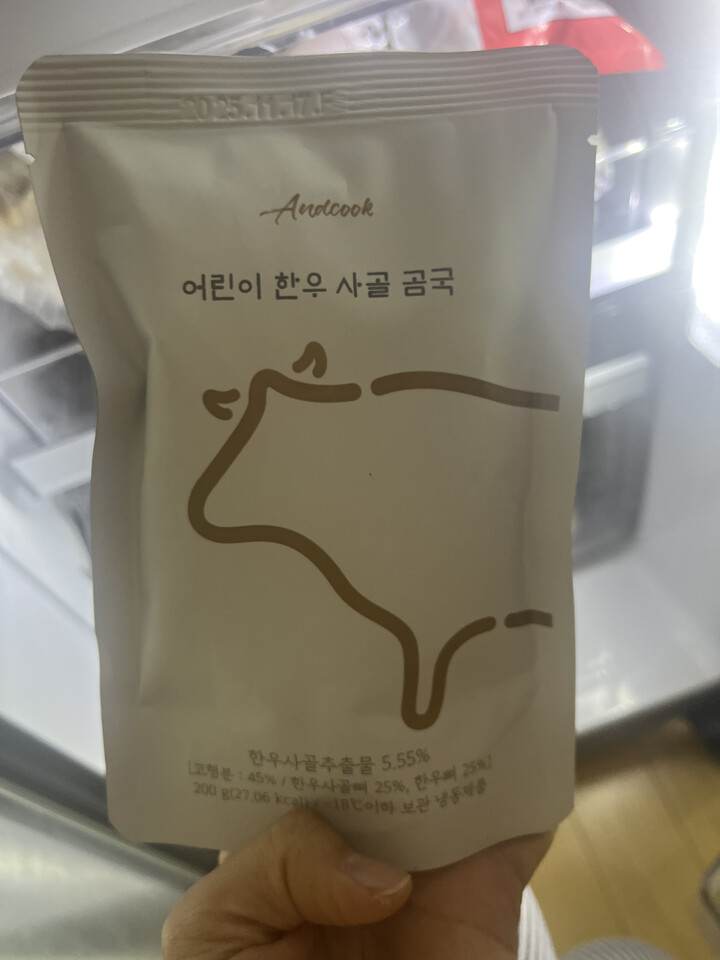 2025.11.17.F
Andcook
어린이 한우 사골 곰국
한우사골추출물 5.55%
[고형분 : 45% / 한우사골뼈 25%, 한우뼈 25%]
200 g(27.06 kcal) / -18℃이하 보관 냉동제품